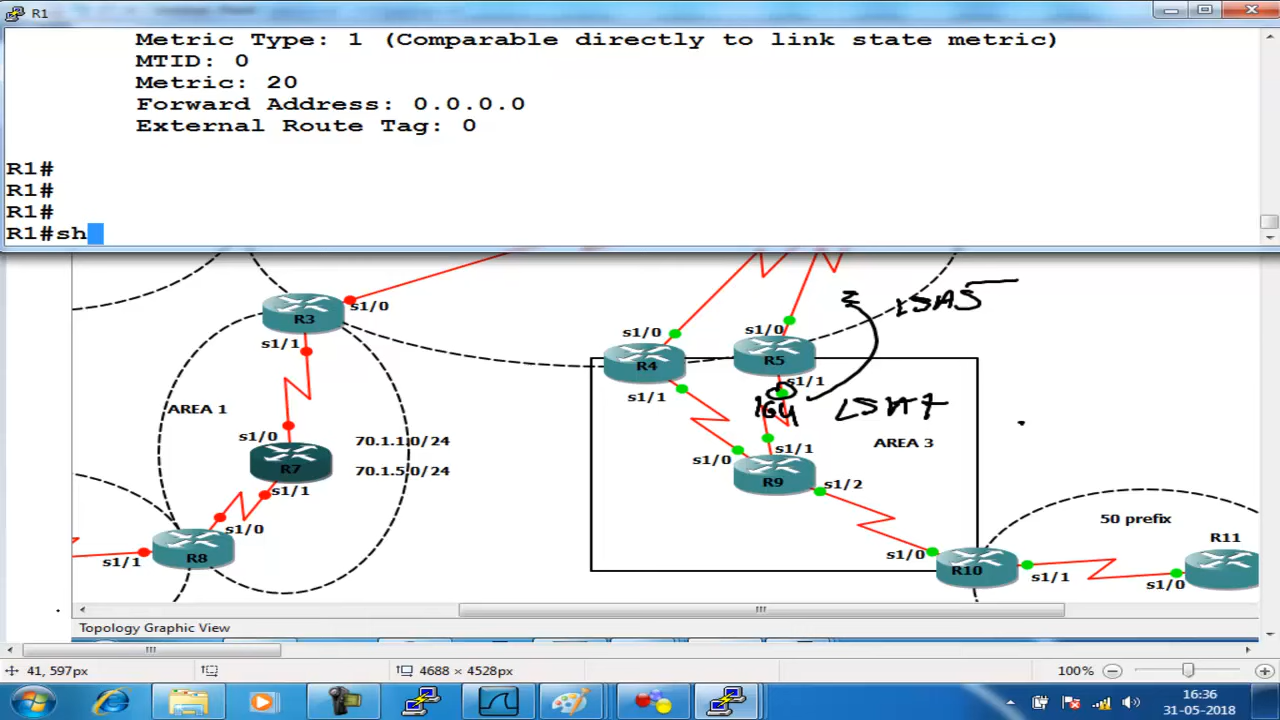 R1
Metric Type: 1 (Comparable directly to link state metric)
MTID: 0
Metric: 20
Forward Address: 0.0.0.0
External Route Tag: 0
R1#
R1#
R1#
R1#sh
R3
s1/0
s1/1
AREA 1
s1/0
R7
s1/1
70.1.1.0/24
70.1.5.0/24
s1/0
R8
s1/1
s1/0
R4
s1/1
s1/0
R5
s1/1
LSA5
LSA7
AREA 3
s1/0
s1/1
R9
s1/2
s1/0
R10
s1/1
50 prefix
R11
s1/0
Topology Graphic View
41, 597px
4688 × 4528px
100%
16:36
31-05-2018